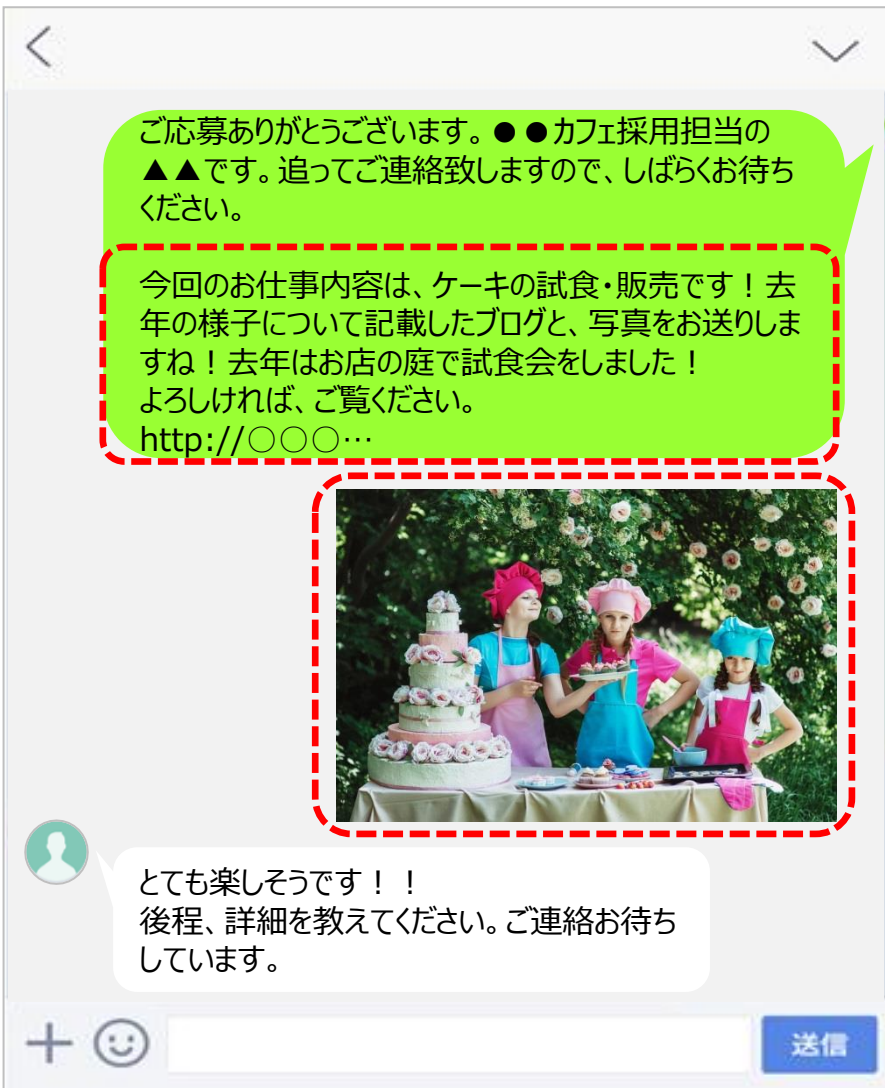 ご応募ありがとうございます。●●カフェ採用担当の
▲▲です。追ってご連絡致しますので、しばらくお待ち
ください。
今回のお仕事内容は、ケーキの試食・販売です！去
年の様子について記載したブログと、写真をお送りしま
すね！去年はお店の庭で試食会をしました！
よろしければ、ご覧ください。
http://○○○…
とても楽しそうです！！
後程、詳細を教えてください。ご連絡お待ち
しています。
送信